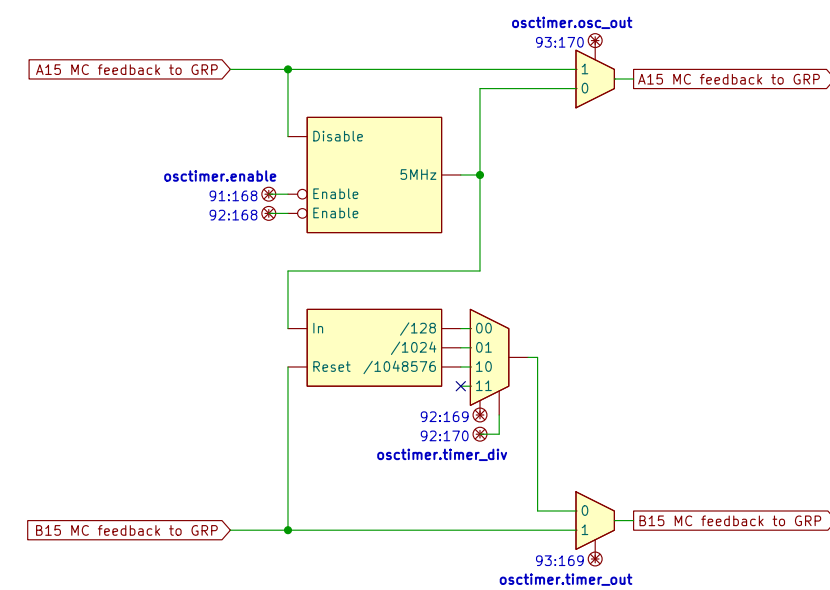 osctimer.osc_out
93:170
A15 MC feedback to GRP
1
0
A15 MC feedback to GRP
Disable
5MHz
osctimer.enable
91:168
Enable
92:168
Enable
In
/128
00
/1024
01
Reset
/1048576
10
11
92:169
92:170
osctimer.timer_div
B15 MC feedback to GRP
0
1
B15 MC feedback to GRP
93:169
osctimer.timer_out